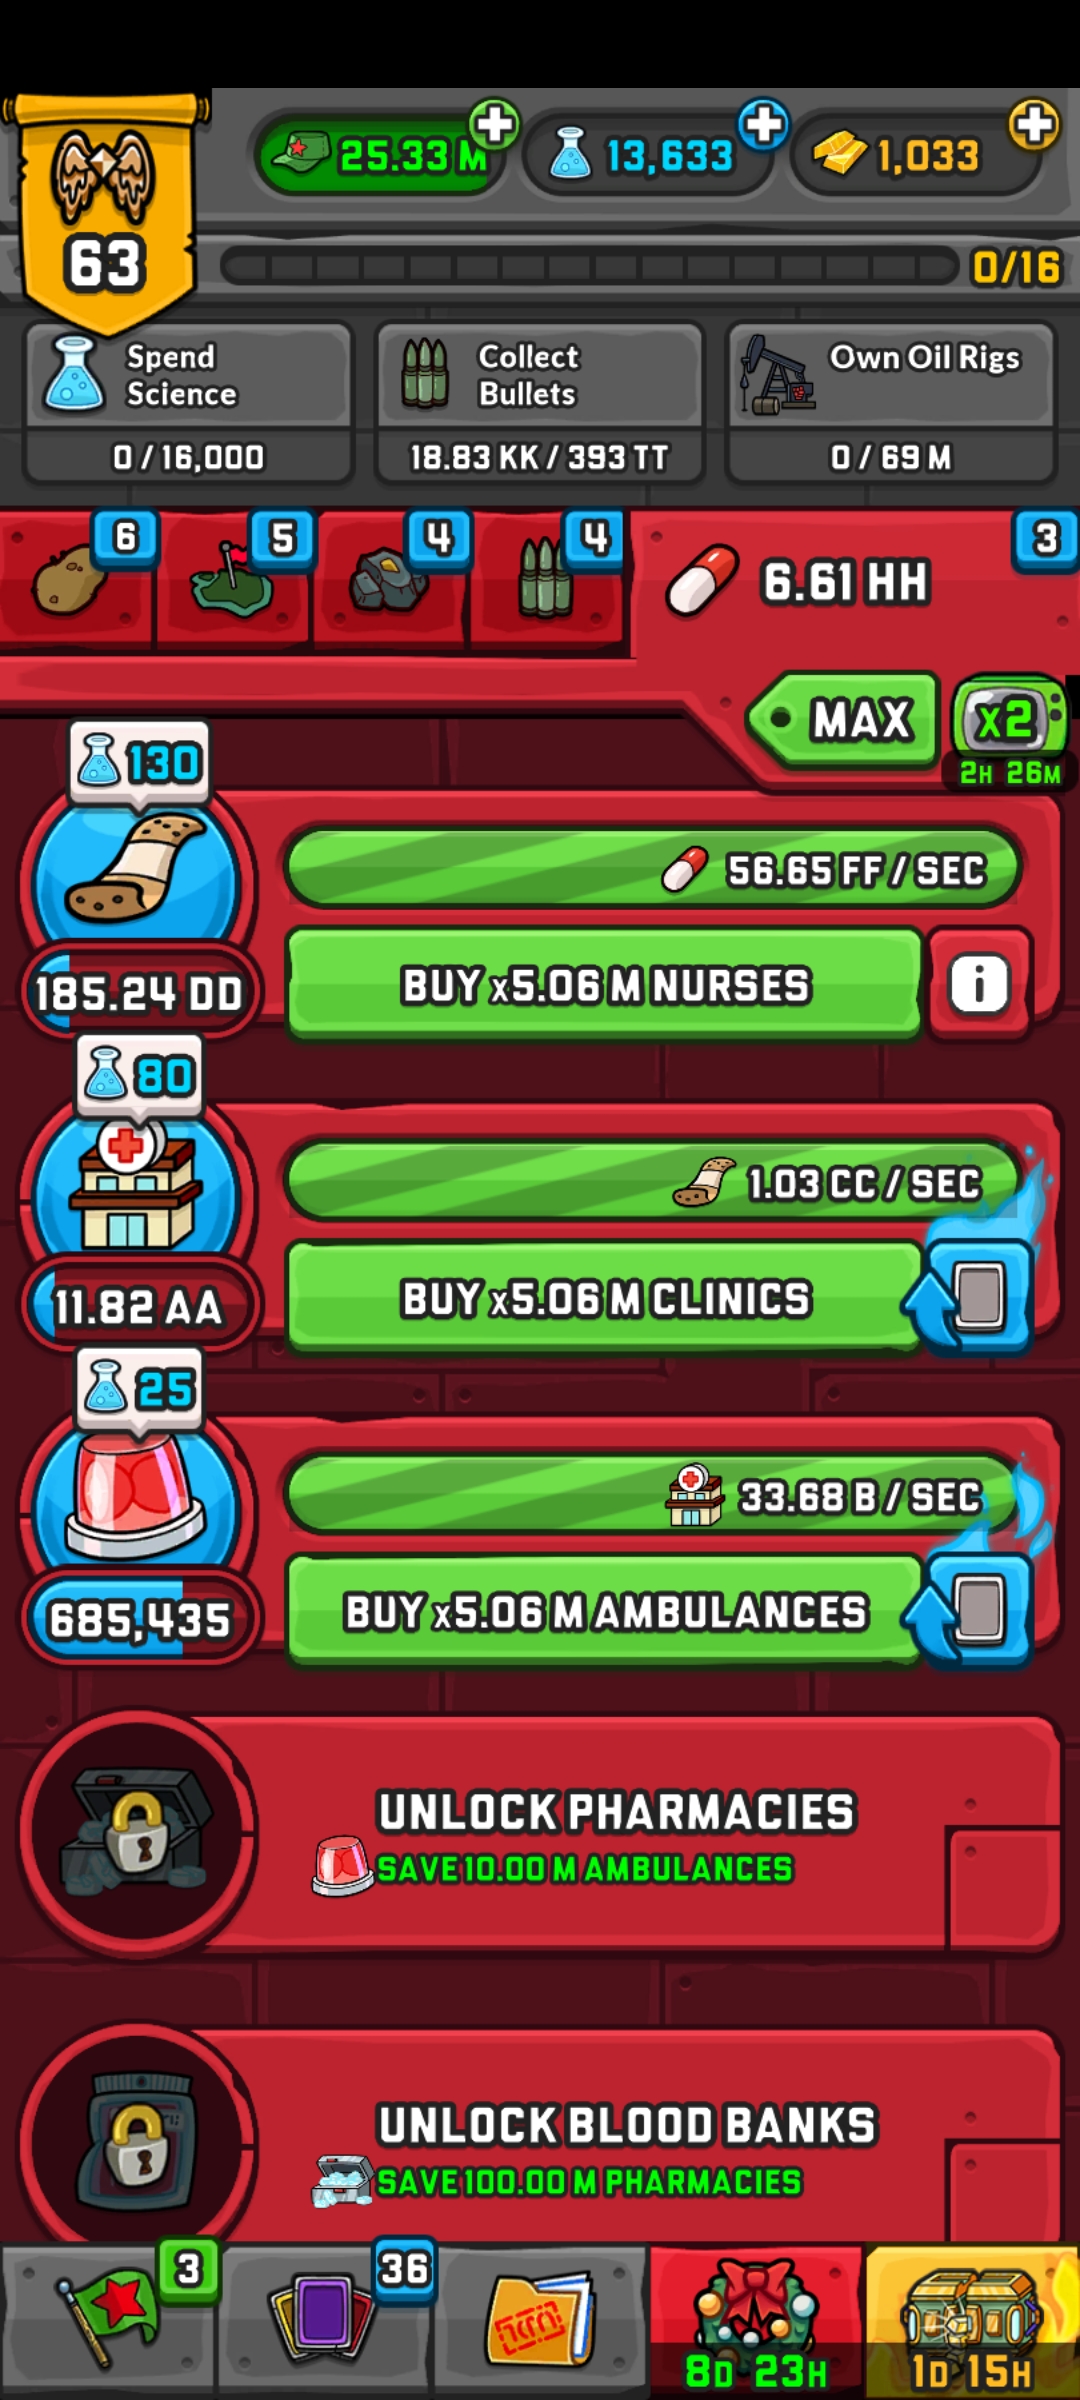 63
25.33 M
13,633
1,033
0/16
Spend
Science
0 / 16,000
Collect
Bullets
18.83 KK / 393 TT
Own Oil Rigs
0 / 69 M
6
5
4
4
3
6.61 HH
MAX
x2
2H 26M
130
56.65 FF / SEC
185.24 DD
BUY x5.06 M NURSES
i
80
1.03 CC / SEC
11.82 AA
BUY x5.06 M CLINICS
25
33.68 B / SEC
685,435
BUY x5.06 M AMBULANCES
UNLOCK PHARMACIES
SAVE 10.00 M AMBULANCES
UNLOCK BLOOD BANKS
SAVE 100.00 M PHARMACIES
3
36
8D 23H
1D 15H